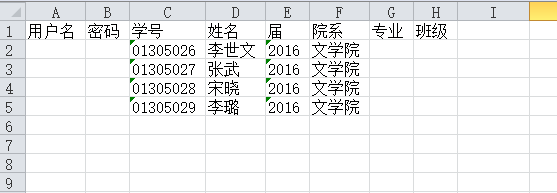 A B C D E F G H I
1 用户名 密码 学号 姓名 届 院系 专业 班级
2 01305026 李世文 2016 文学院
3 01305027 张武 2016 文学院
4 01305028 宋晓 2016 文学院
5 01305029 李璐 2016 文学院
6
7
8
9